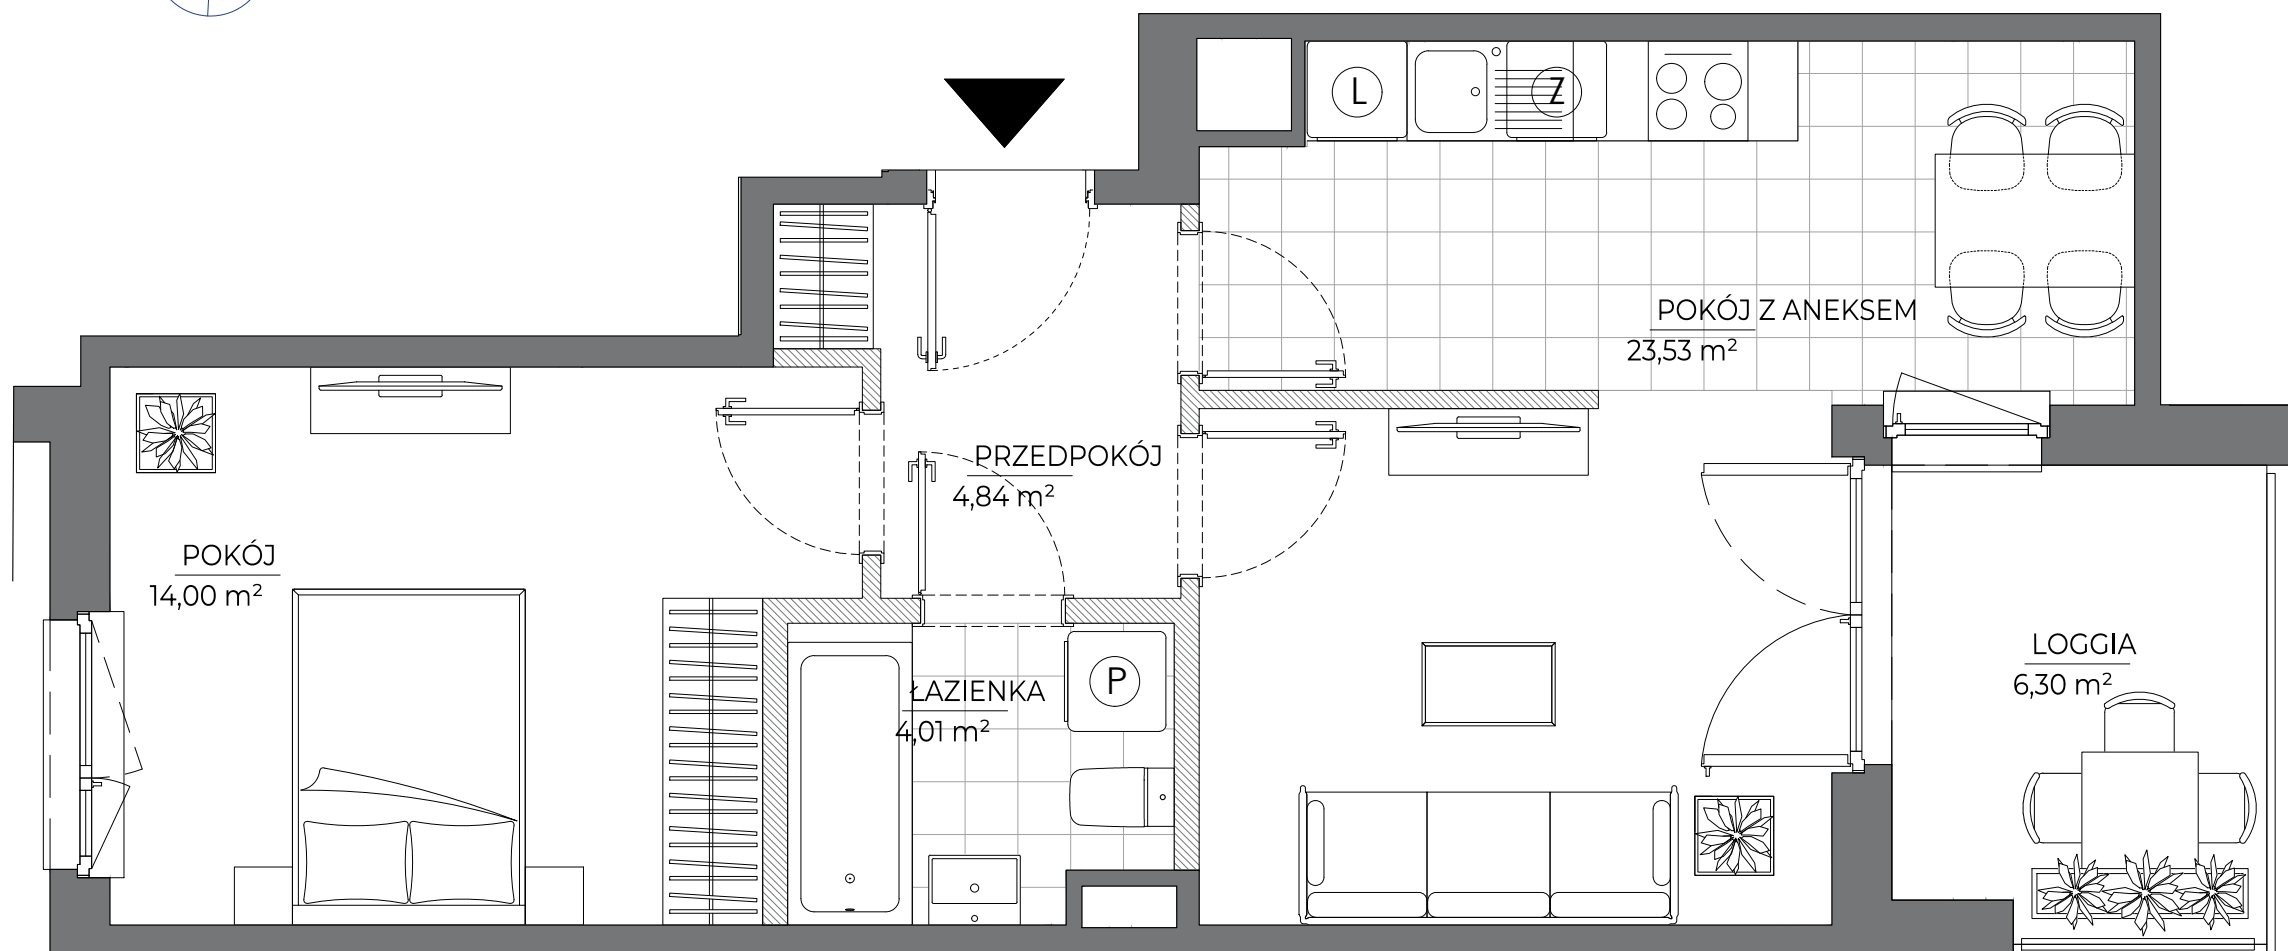 L
Z
POKÓJ Z ANEKSEM
23,53 m²
PRZEDPOKÓJ
4,84 m²
POKÓJ
14,00 m²
LOGGIA
6,30 m²
P
ŁAZIENKA
4,01 m²